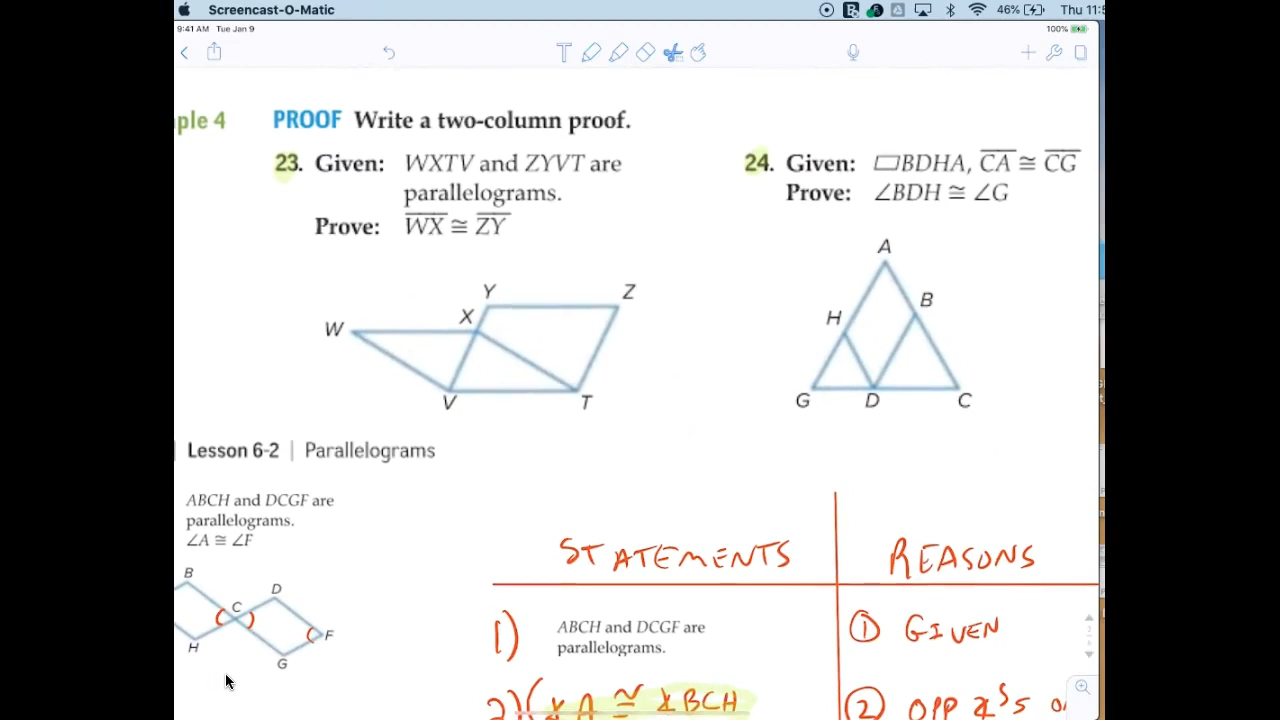 Screencast-O-Matic 46% Thu 11:5
9:41 AM Tue Jan 9 100%
ple 4 PROOF Write a two-column proof.
23. Given: WXTV and ZYVT are
parallelograms.
Prove: WX ≅ ZY
24. Given: ▱BDHA, CA ≅ CG
Prove: ∠BDH ≅ ∠G
Y Z
X
W
V T
A
B
H
G D C
Lesson 6-2 | Parallelograms
ABCH and DCGF are
parallelograms.
∠A ≅ ∠F
B
D
C
F
H
G
STATEMENTS REASONS
1) ABCH and DCGF are
parallelograms.
① GIVEN
2) (∡A ≅ ∡BCH ② OPP ∡'S